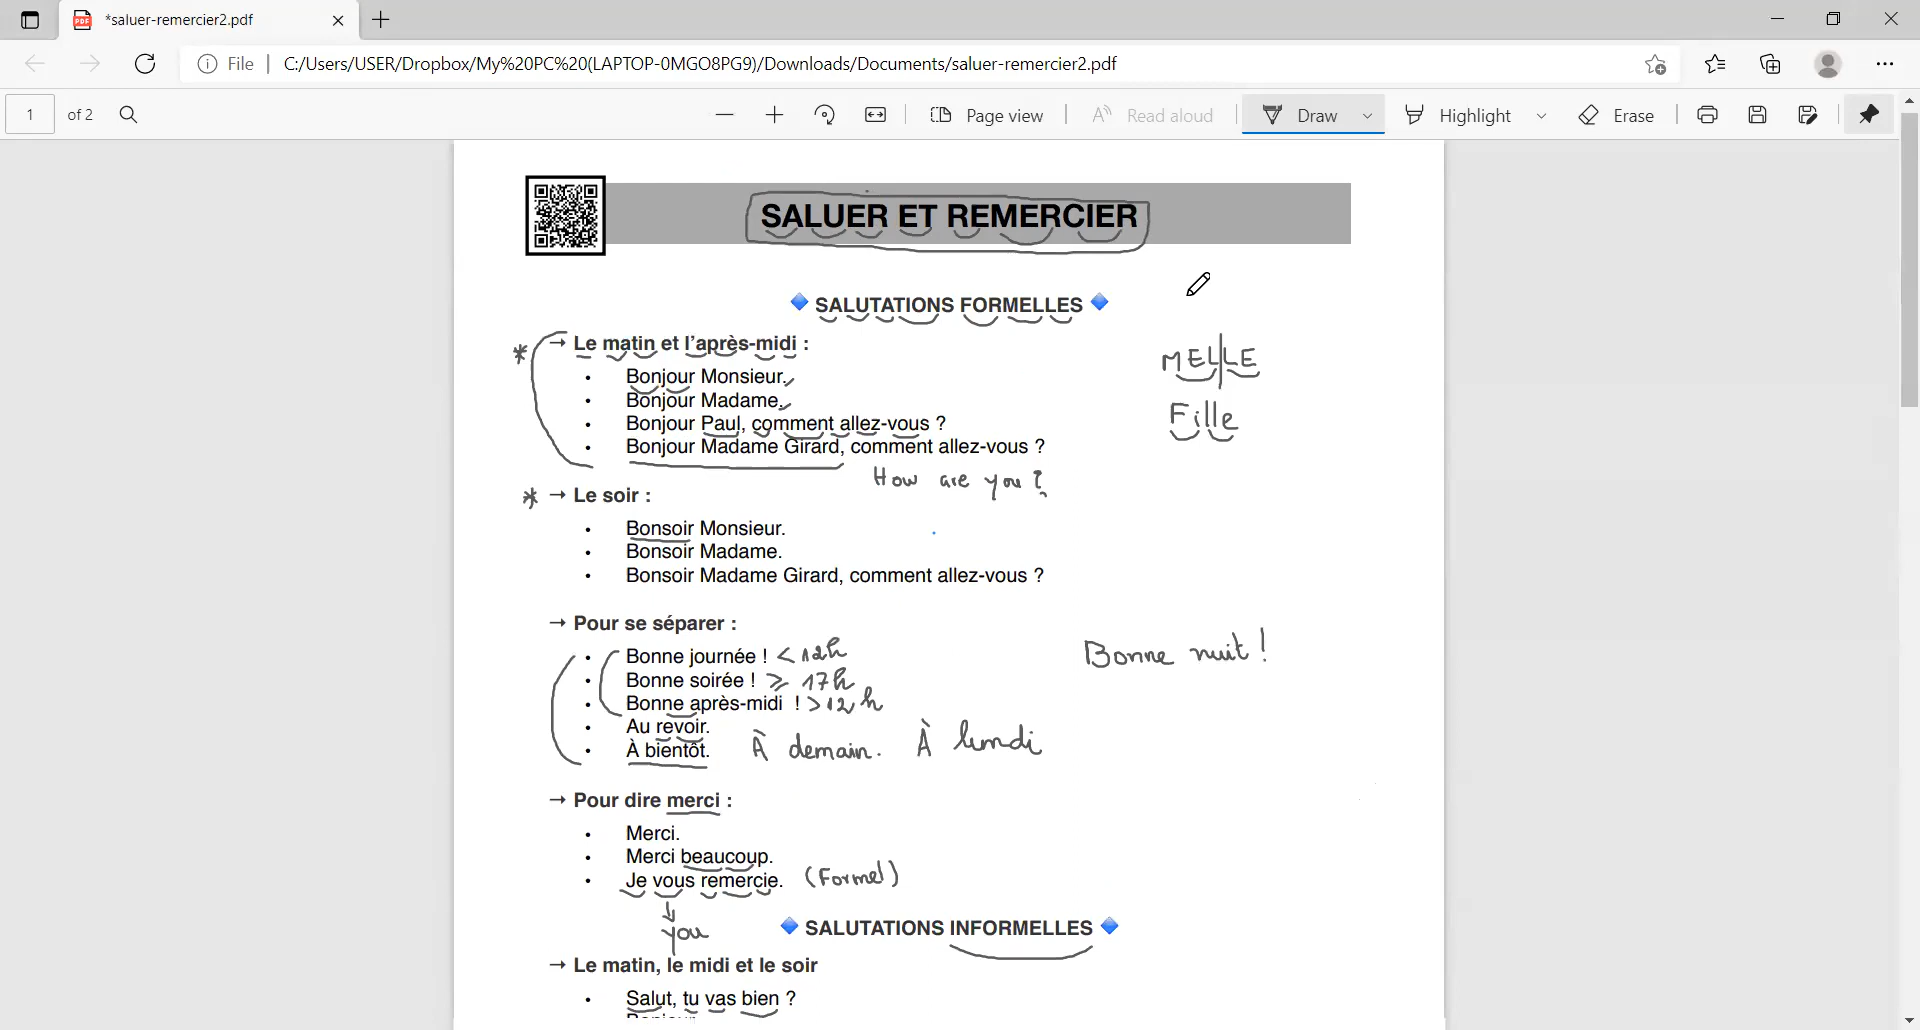 *saluer-remercier2.pdf
File | C:/Users/USER/Dropbox/My%20PC%20(LAPTOP-0MGO8PG9)/Downloads/Documents/saluer-remercier2.pdf
1 of 2 Page view Read aloud Draw Highlight Erase
SALUER ET REMERCIER
SALUTATIONS FORMELLES
* → Le matin et l'après-midi :
MELLE
• Bonjour Monsieur.
• Bonjour Madame.
Fille
• Bonjour Paul, comment allez-vous ?
• Bonjour Madame Girard, comment allez-vous ?
How are you ?
* → Le soir :
• Bonsoir Monsieur.
• Bonsoir Madame.
• Bonsoir Madame Girard, comment allez-vous ?
→ Pour se séparer :
• Bonne journée ! < 12h
Bonne nuit !
• Bonne soirée ! ⩾ 17h
• Bonne après-midi ! > 12h
• Au revoir.
• À bientôt. À demain. À lundi
→ Pour dire merci :
• Merci.
• Merci beaucoup.
• Je vous remercie. (Formel)
you
SALUTATIONS INFORMELLES
→ Le matin, le midi et le soir
• Salut, tu vas bien ?